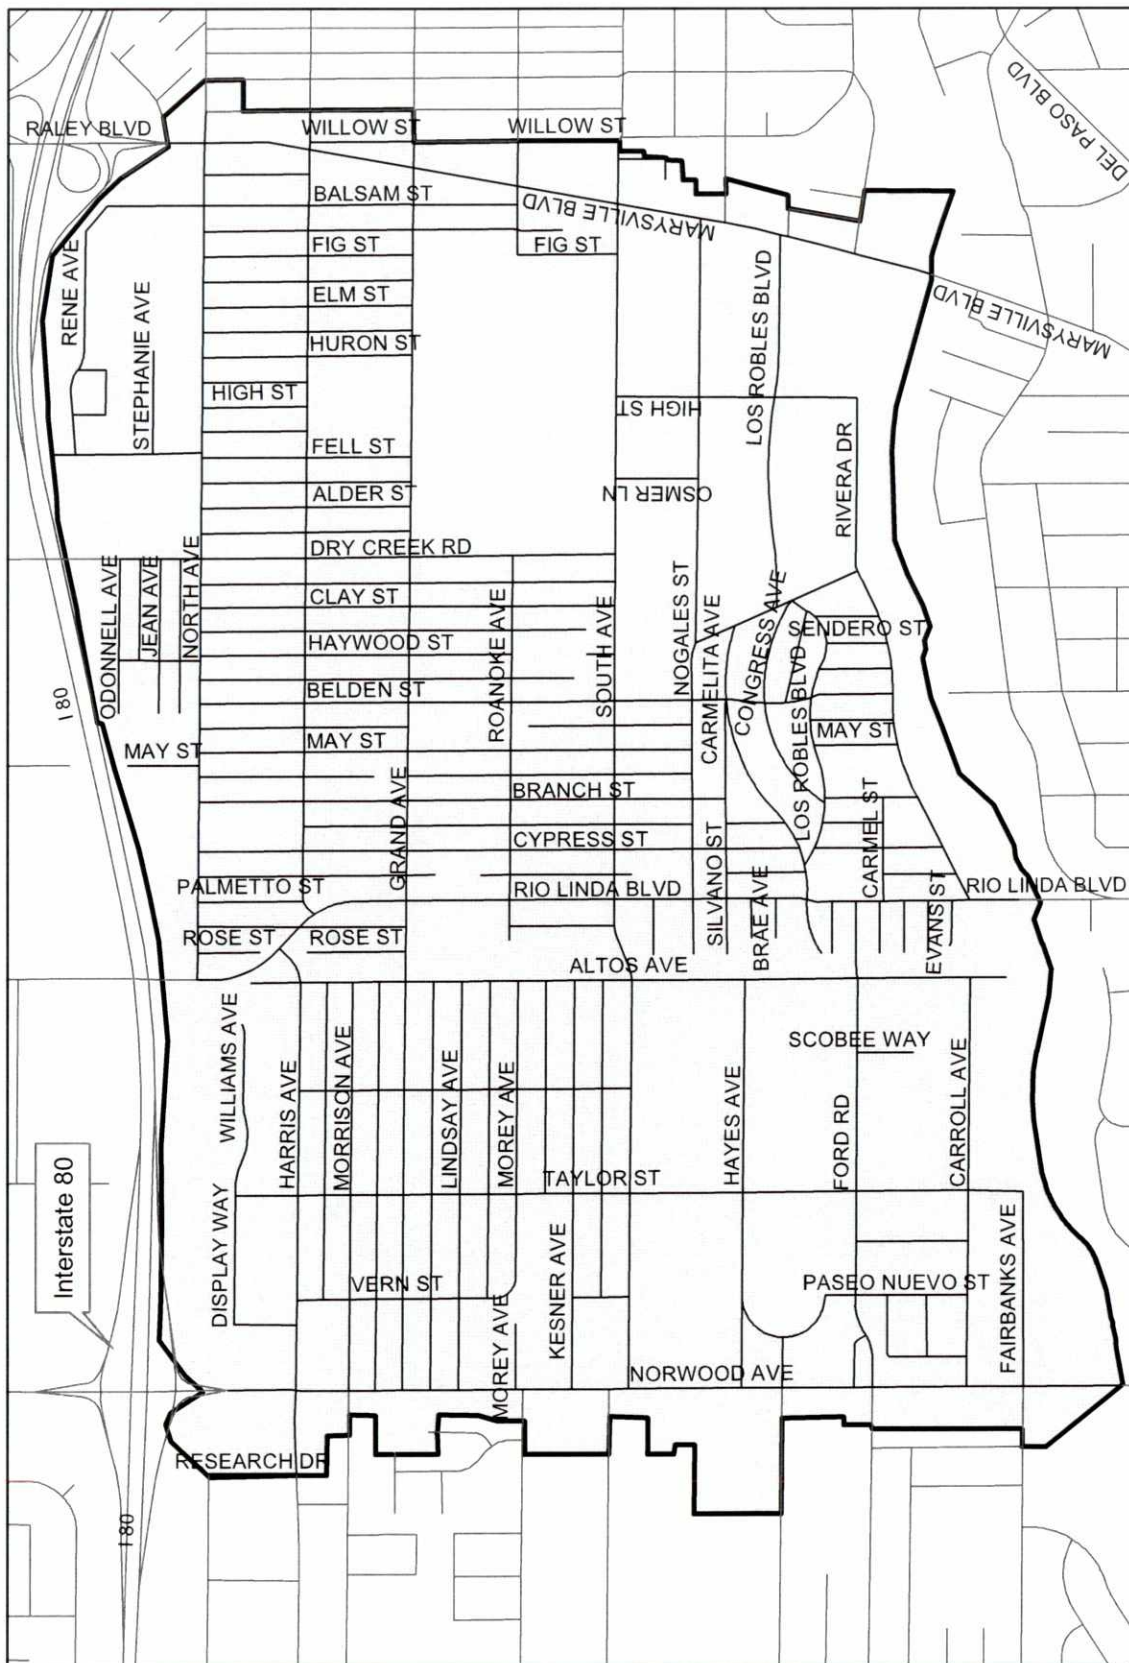 DEL PASO BLVD
RALEY BLVD
WILLOW ST
WILLOW ST
BALSAM ST
MARYSVILLE BLVD
RENE AVE
FIG ST
FIG ST
STEPHANIE AVE
ELM ST
LOS ROBLES BLVD
MARYSVILLE BLVD
HURON ST
HIGH ST
HIGH ST
FELL ST
RIVERA DR
ALDER ST
OSMER LN
DRY CREEK RD
ODONNELL AVE
JEAN AVE
NORTH AVE
CLAY ST
ROANOKE AVE
SOUTH AVE
NOGALES ST
CARMELITA AVE
CONGRESS AVE
SENDERO ST
HAYWOOD ST
BELDEN ST
LOS ROBLES BLVD
I 80
MAY ST
MAY ST
MAY ST
BRANCH ST
GRAND AVE
CYPRESS ST
SILVANO ST
CARMEL ST
PALMETTO ST
RIO LINDA BLVD
RIO LINDA BLVD
ROSE ST
ROSE ST
BRAE AVE
EVANS ST
ALTOS AVE
WILLIAMS AVE
SCOBEE WAY
HARRIS AVE
MORRISON AVE
LINDSAY AVE
MOREY AVE
HAYES AVE
FORD RD
CARROLL AVE
TAYLOR ST
Interstate 80
DISPLAY WAY
VERN ST
KESNER AVE
PASEO NUEVO ST
FAIRBANKS AVE
MOREY AVE
NORWOOD AVE
RESEARCH DR
I 80